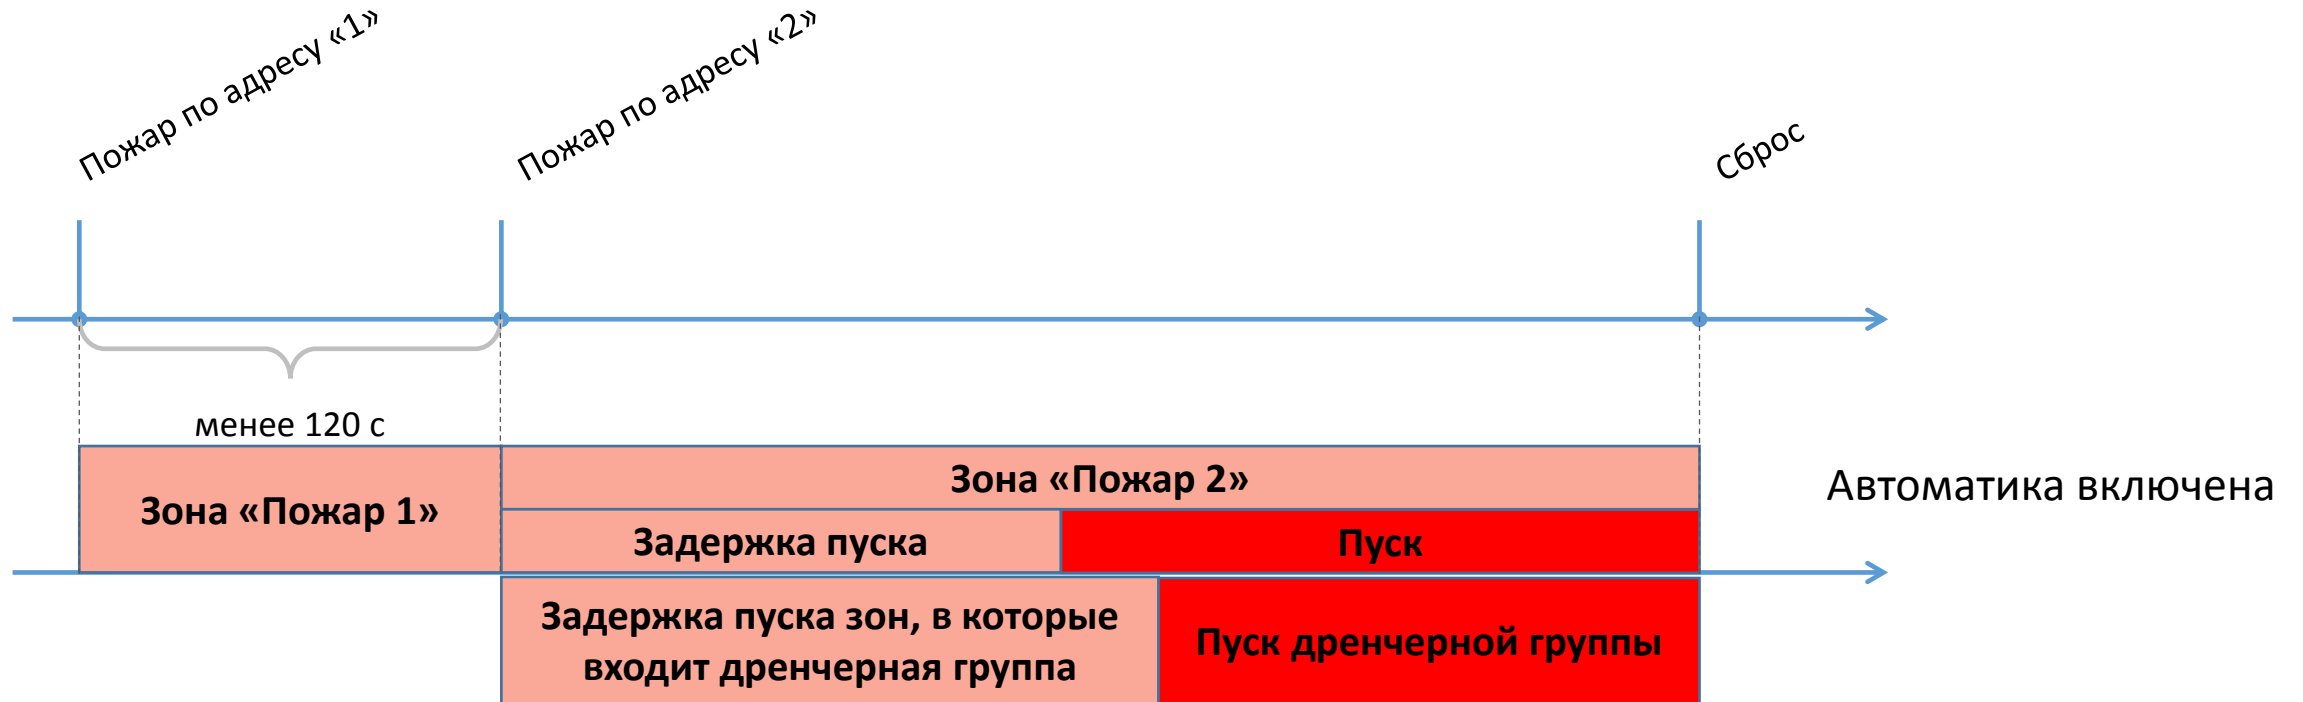 Пожар по адресу «1»
Пожар по адресу «2»
Сброс
менее 120 с
Зона «Пожар 1»
Зона «Пожар 2»
Автоматика включена
Задержка пуска
Пуск
Задержка пуска зон, в которые
входит дренчерная группа
Пуск дренчерной группы